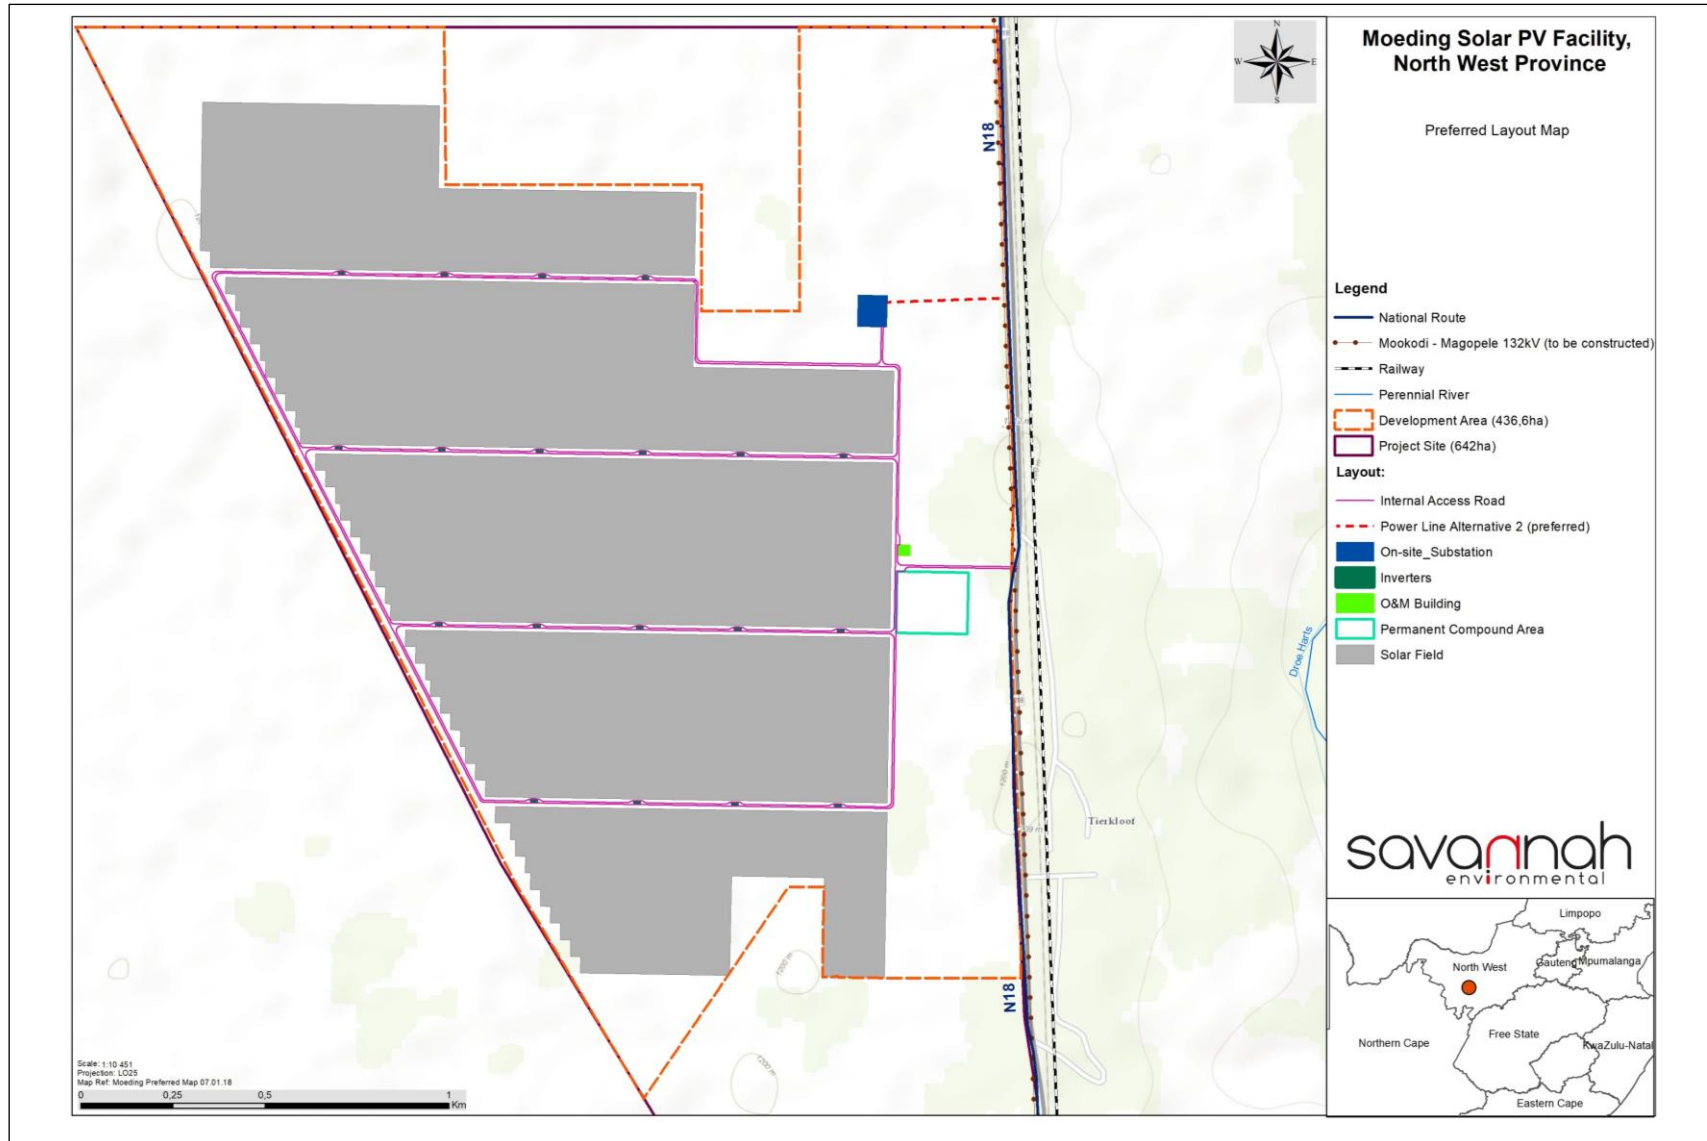 Moeding Solar PV Facility,
North West Province
Preferred Layout Map
N
W
E
S
N18
Legend
National Route
Mookodi - Magopele 132kV (to be constructed)
Railway
Perennial River
Development Area (436,6ha)
Project Site (642ha)
Layout:
Internal Access Road
Power Line Alternative 2 (preferred)
On-site_Substation
Inverters
O&M Building
Permanent Compound Area
Solar Field
Droe Harts
Tierkloof
1200 m
1200 m
1200 m
N18
savannah
environmental
Limpopo
North West
Gauteng
Mpumalanga
Free State
Northern Cape
KwaZulu-Natal
Eastern Cape
Scale: 1:10 451
Projection: LO25
Map Ref: Moeding Preferred Map 07.01.18
0 0,25 0,5 1
Km